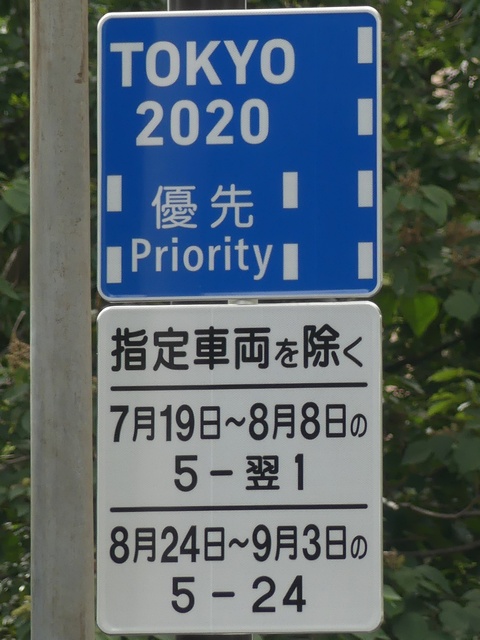 TOKYO
2020
優先
Priority
指定車両を除く
7月19日~8月8日の
5-翌1
8月24日~9月3日の
5-24